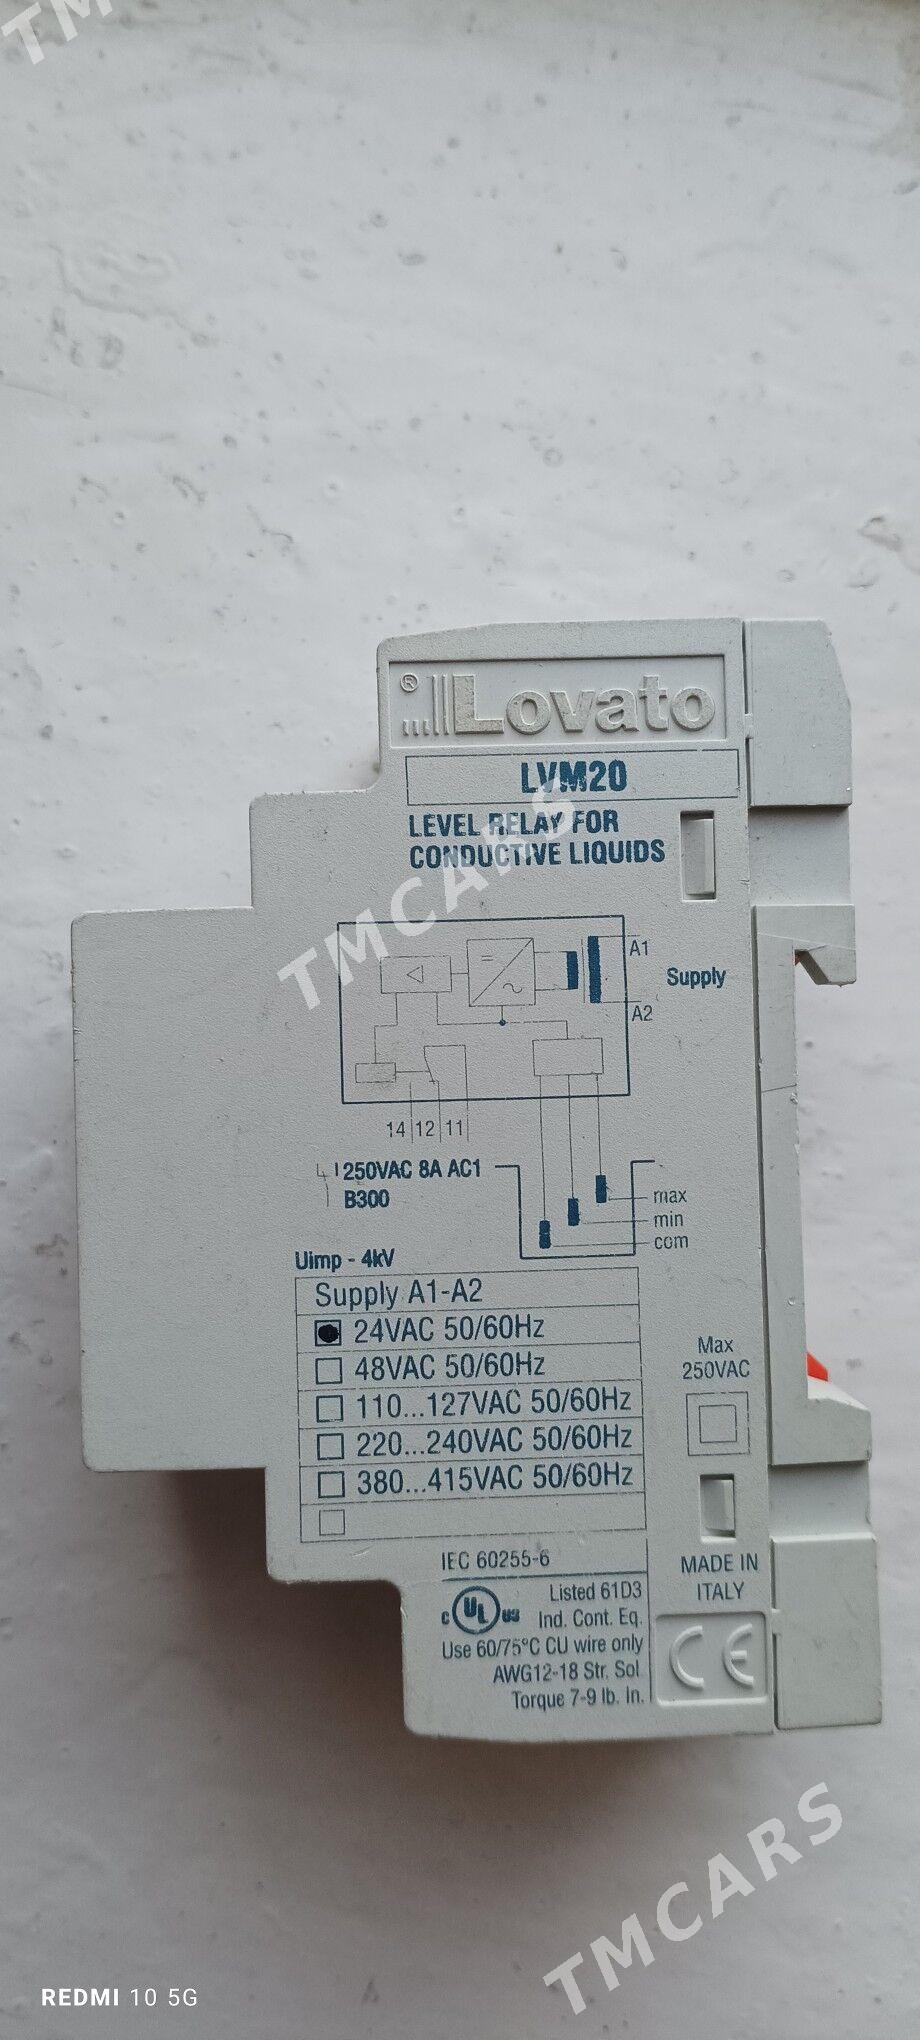 TMCARS
® Lovato
LVM20
LEVEL RELAY FOR
CONDUCTIVE LIQUIDS
TMCARS
A1
Supply
A2
14 12 11
250VAC 8A AC1
B300
max
min
com
Uimp - 4kV
Supply A1-A2
24VAC 50/60Hz
48VAC 50/60Hz
110...127VAC 50/60Hz
220...240VAC 50/60Hz
380...415VAC 50/60Hz
Max
250VAC
IEC 60255-6
MADE IN
ITALY
c UL us
Listed 61D3
Ind. Cont. Eq.
Use 60/75°C CU wire only
AWG12-18 Str. Sol.
Torque 7-9 lb. In.
CE
TMCARS
REDMI 10 5G